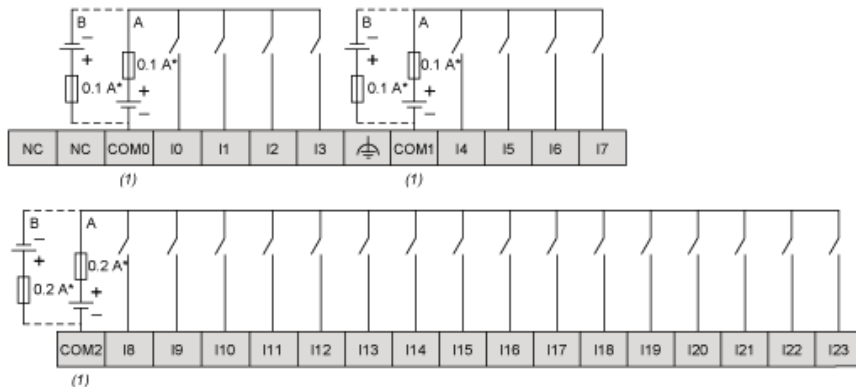 B A B A
0.1 A* 0.1 A* 0.1 A* 0.1 A*
NC NC COM0 I0 I1 I2 I3 COM1 I4 I5 I6 I7
(1) (1)
B A
0.2 A* 0.2 A*
COM2 I8 I9 I10 I11 I12 I13 I14 I15 I16 I17 I18 I19 I20 I21 I22 I23
(1)